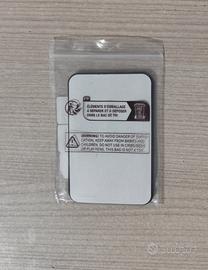 FR
ÉLÉMENTS D'EMBALLAGE
À SÉPARER ET À DÉPOSER
DANS LE BAC DE TRI
WARNING: TO AVOID DANGER OF SUFFO-
CATION, KEEP AWAY FROM BABIES AND
CHILDREN. DO NOT USE IN CRIBS, BEDS,
OR PLAY PENS. THIS BAG IS NOT A TOY.